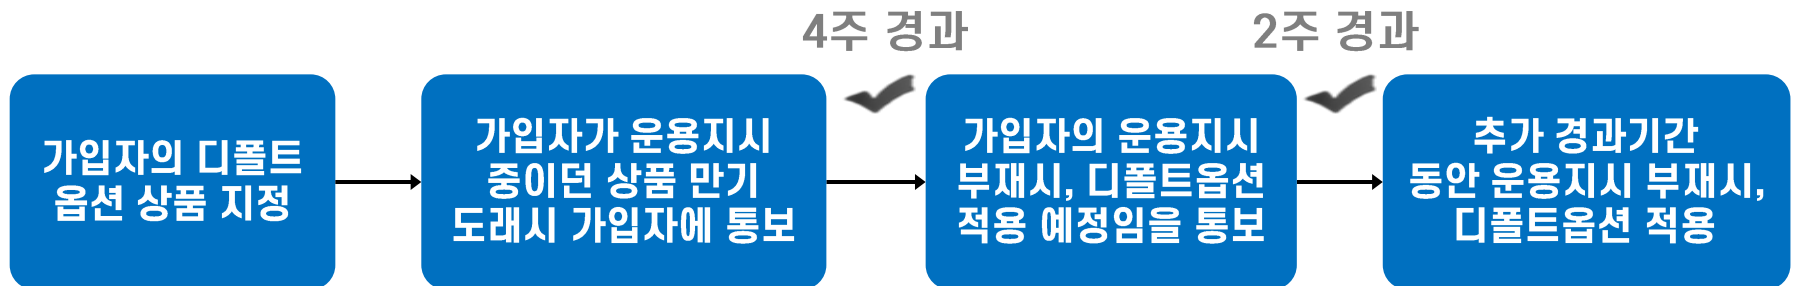 4주 경과
2주 경과
가입자의 디폴트
옵션 상품 지정
가입자가 운용지시
중이던 상품 만기
도래시 가입자에 통보
가입자의 운용지시
부재시, 디폴트옵션
적용 예정임을 통보
추가 경과기간
동안 운용지시 부재시,
디폴트옵션 적용